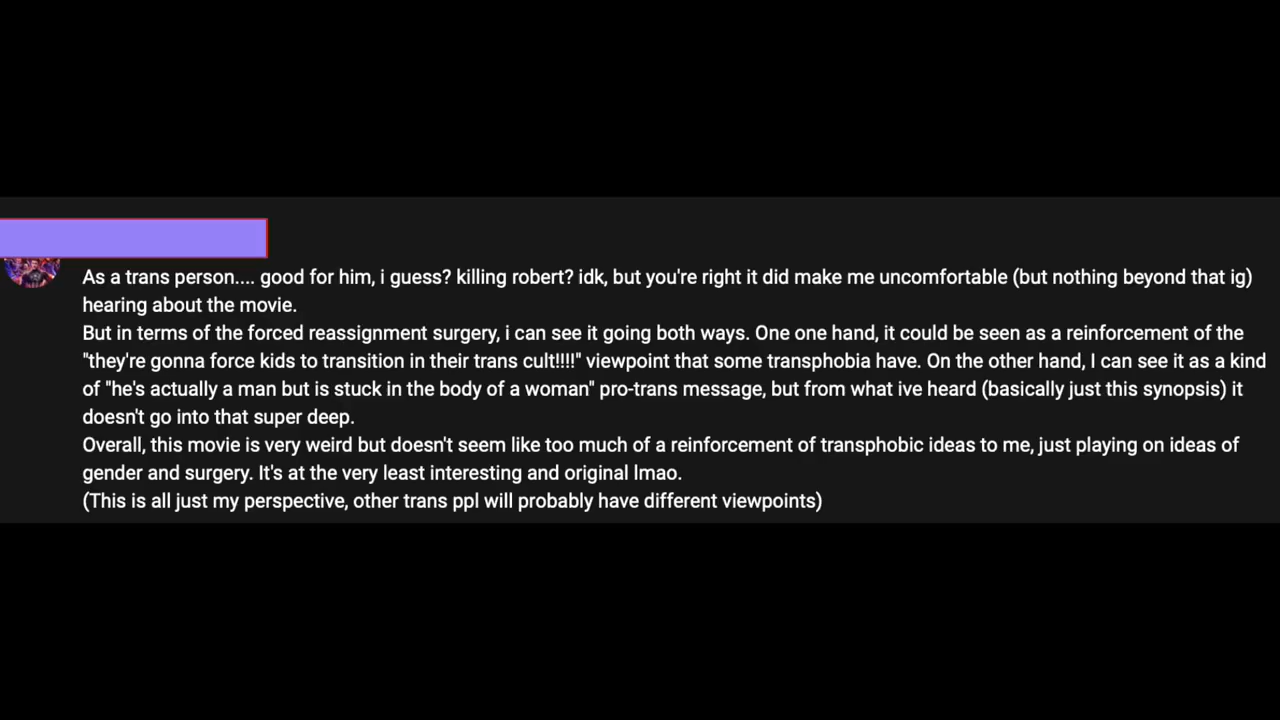 As a trans person.... good for him, i guess? killing robert? idk, but you're right it did make me uncomfortable (but nothing beyond that ig)
hearing about the movie.
But in terms of the forced reassignment surgery, i can see it going both ways. One one hand, it could be seen as a reinforcement of the
"they're gonna force kids to transition in their trans cult!!!!" viewpoint that some transphobia have. On the other hand, I can see it as a kind
of "he's actually a man but is stuck in the body of a woman" pro-trans message, but from what ive heard (basically just this synopsis) it
doesn't go into that super deep.
Overall, this movie is very weird but doesn't seem like too much of a reinforcement of transphobic ideas to me, just playing on ideas of
gender and surgery. It's at the very least interesting and original lmao.
(This is all just my perspective, other trans ppl will probably have different viewpoints)